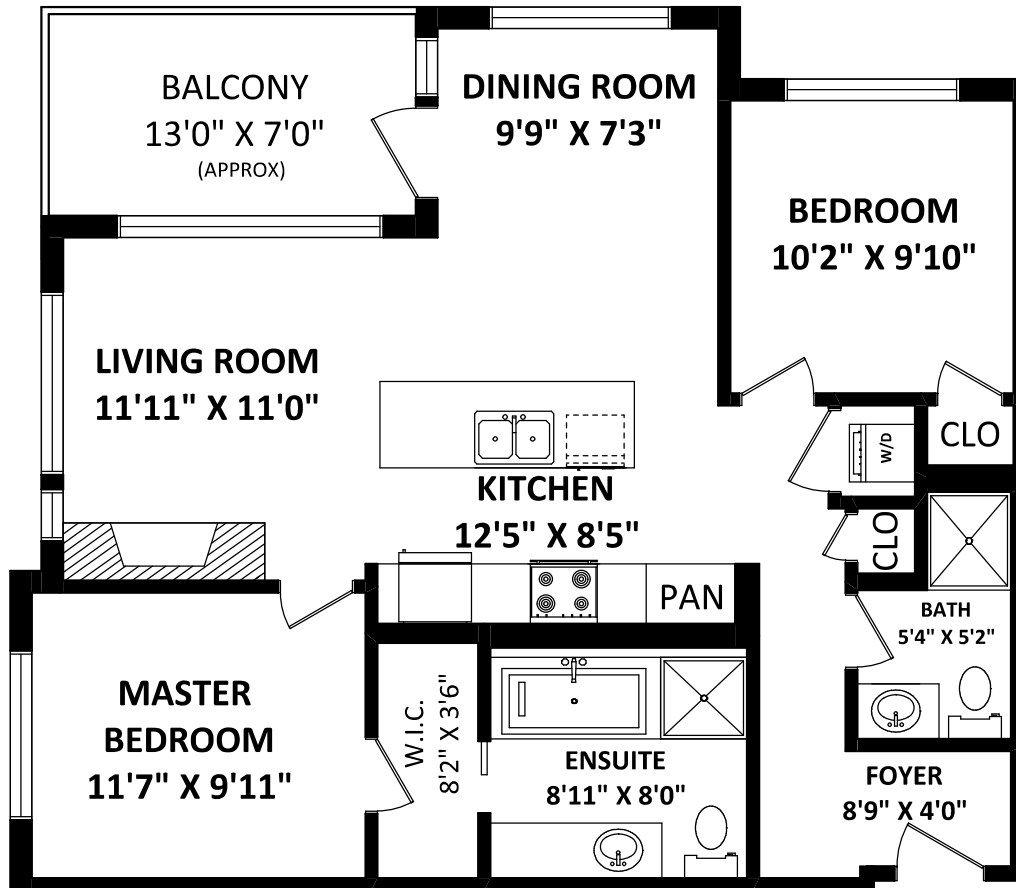 BALCONY
13'0" X 7'0"
(APPROX)
DINING ROOM
9'9" X 7'3"
BEDROOM
10'2" X 9'10"
LIVING ROOM
11'11" X 11'0"
CLO
W/D
KITCHEN
12'5" X 8'5"
CLO
PAN
BATH
5'4" X 5'2"
MASTER
BEDROOM
11'7" X 9'11"
W.I.C.
8'2" X 3'6"
ENSUITE
8'11" X 8'0"
FOYER
8'9" X 4'0"